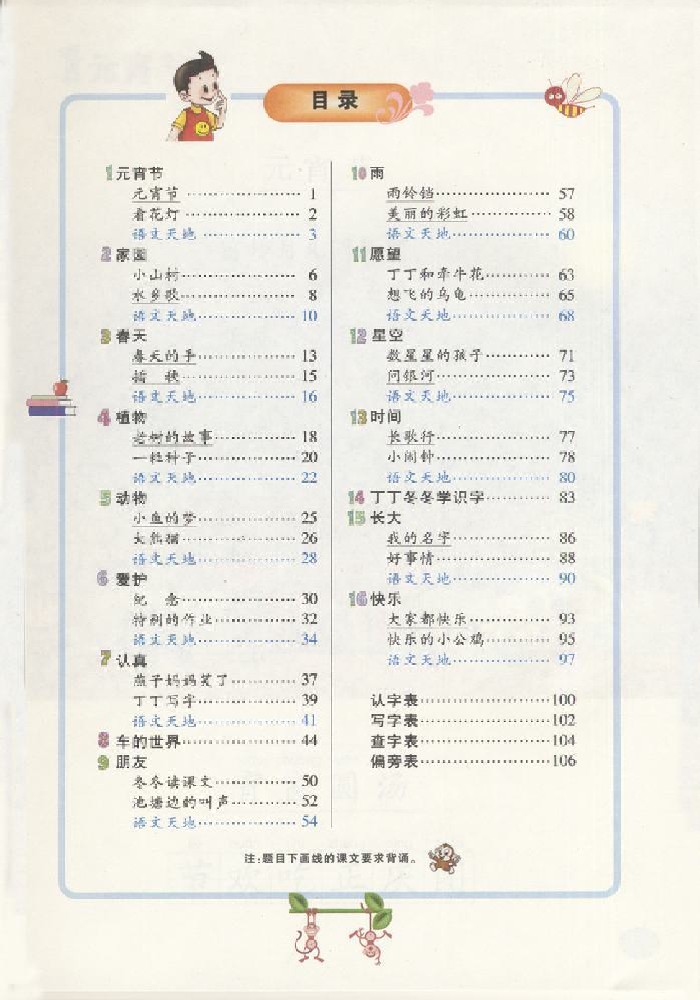 目录
1 元宵节
元宵节 ………………… 1
看花灯 ………………… 2
语文天地 ……………… 3
2 家园
小山村………………… 6
水乡歌………………… 8
语文天地……………… 10
3 春天
春天的手……………… 13
插 秧………………… 15
语文天地……………… 16
4 植物
老树的故事…………… 18
一粒种子……………… 20
语文天地……………… 22
5 动物
小鱼的梦……………… 25
大熊猫………………… 26
语文天地……………… 28
6 爱护
纪 念………………… 30
特别的作业…………… 32
语文天地……………… 34
7 认真
燕子妈妈笑了………… 37
丁丁写字……………… 39
语文天地……………… 41
8 车的世界……………… 44
9 朋友
冬冬读课文…………… 50
池塘边的叫声………… 52
语文天地……………… 54
10 雨
雨铃铛………………… 57
美丽的彩虹…………… 58
语文天地……………… 60
11 愿望
丁丁和牵牛花………… 63
想飞的乌龟…………… 65
语文天地……………… 68
12 星空
数星星的孩子………… 71
问银河………………… 73
语文天地……………… 75
13 时间
长歌行………………… 77
小闹钟………………… 78
语文天地……………… 80
14 丁丁冬冬学识字………… 83
15 长大
我的名字……………… 86
好事情………………… 88
语文天地……………… 90
16 快乐
大家都快乐…………… 93
快乐的小公鸡………… 95
语文天地……………… 97
认字表…………………100
写字表…………………102
查字表…………………104
偏旁表…………………106
注:题目下画线的课文要求背诵。